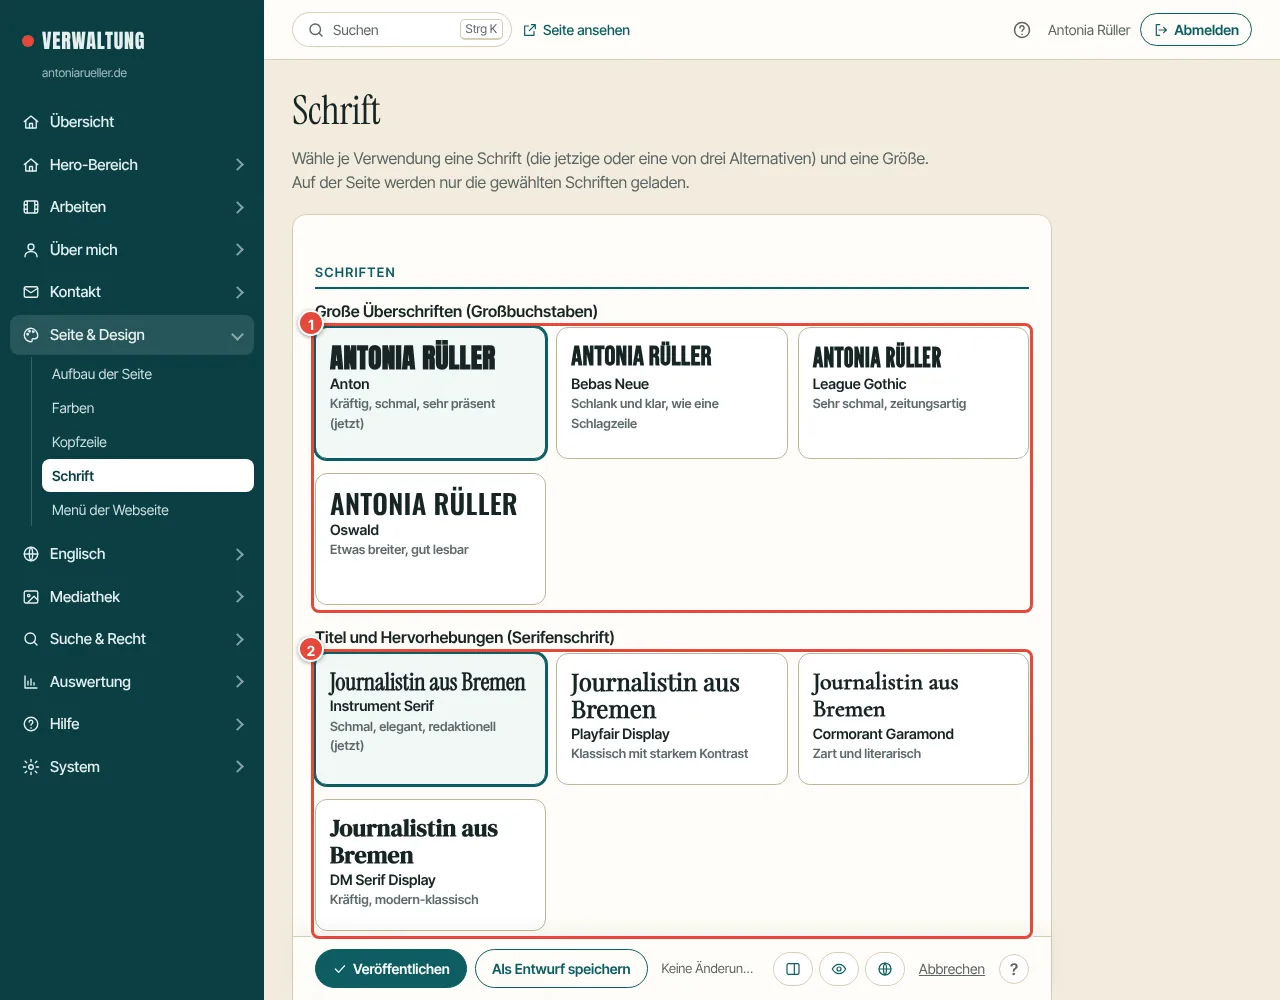 VERWALTUNG
antoniarueller.de
Übersicht
Hero-Bereich
Arbeiten
Über mich
Kontakt
Seite & Design
Aufbau der Seite
Farben
Kopfzeile
Schrift
Menü der Webseite
Englisch
Mediathek
Suche & Recht
Auswertung
Hilfe
System
Suchen
Strg K
Seite ansehen
Antonia Rüller
Abmelden
Schrift
Wähle je Verwendung eine Schrift (die jetzige oder eine von drei Alternativen) und eine Größe.
Auf der Seite werden nur die gewählten Schriften geladen.
SCHRIFTEN
Große Überschriften (Großbuchstaben)
1
ANTONIA RÜLLER
Anton
Kräftig, schmal, sehr präsent
(jetzt)
ANTONIA RÜLLER
Bebas Neue
Schlank und klar, wie eine
Schlagzeile
ANTONIA RÜLLER
League Gothic
Sehr schmal, zeitungsartig
ANTONIA RÜLLER
Oswald
Etwas breiter, gut lesbar
Titel und Hervorhebungen (Serifenschrift)
2
Journalistin aus Bremen
Instrument Serif
Schmal, elegant, redaktionell
(jetzt)
Journalistin aus
Bremen
Playfair Display
Klassisch mit starkem Kontrast
Journalistin aus
Bremen
Cormorant Garamond
Zart und literarisch
Journalistin aus
Bremen
DM Serif Display
Kräftig, modern-klassisch
Veröffentlichen
Als Entwurf speichern
Keine Änderun...
Abbrechen
?